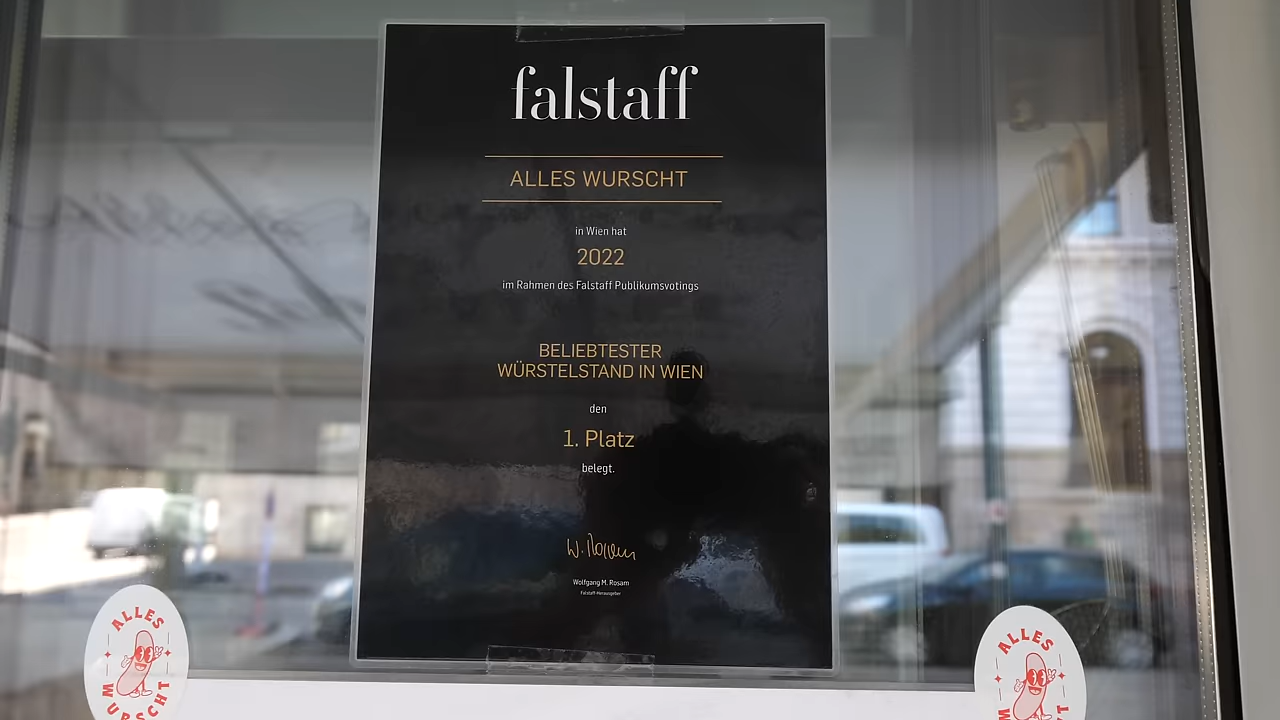 falstaff
ALLES WURSCHT
in Wien hat
2022
im Rahmen des Falstaff Publikumsvotings
BELIEBTESTER
WÜRSTELSTAND IN WIEN
den
1. Platz
belegt.
W. Rosam
Wolfgang M. Rosam
Falstaff-Herausgeber
ALLES
WURSCHT
ALLES